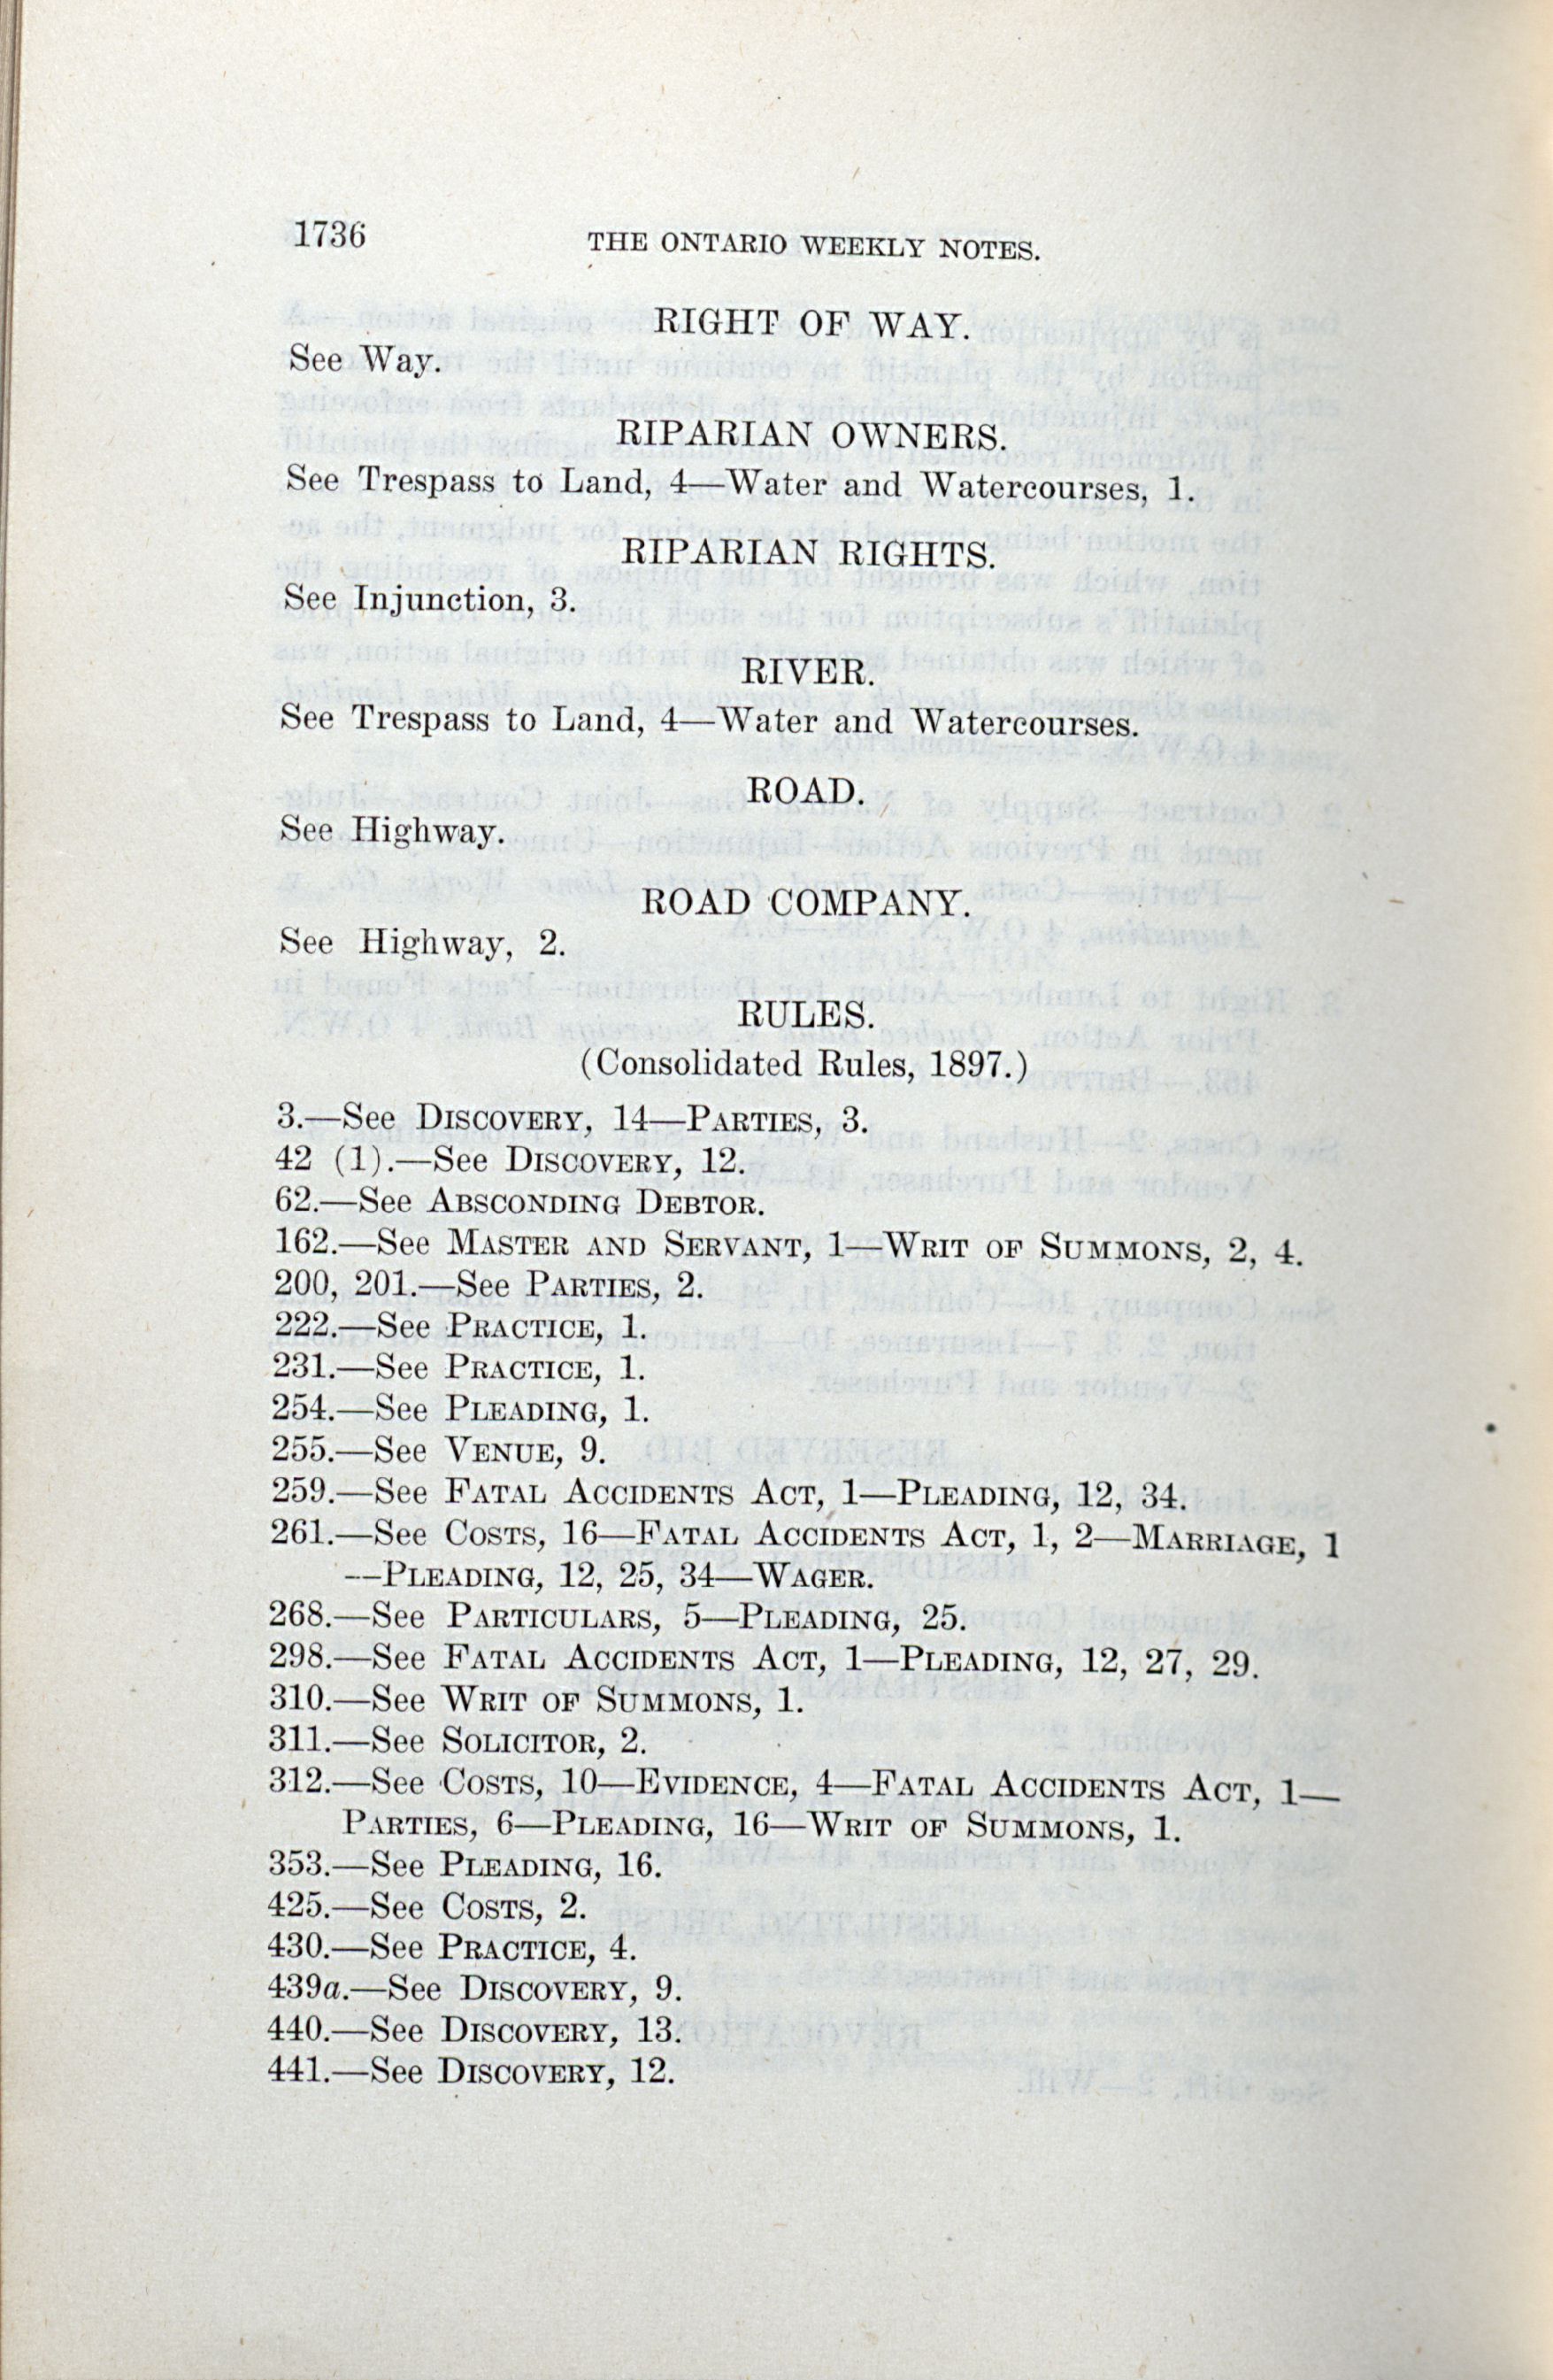 1736
THE ONTARIO WEEKLY NOTES.
RIGHT OF WAY.
See Way.
RIPARIAN OWNERS.
See Trespass to Land, 4—Water and Watercourses, 1.
RIPARIAN RIGHTS.
See Injunction, 3.
RIVER.
See Trespass to Land, 4—Water and Watercourses.
ROAD.
See Highway.
ROAD COMPANY.
See Highway, 2.
RULES.
(Consolidated Rules, 1897.)
3.—See DISCOVERY, 14—PARTIES, 3.
42 (1).—See DISCOVERY, 12.
62.—See ABSCONDING DEBTOR.
162.—See MASTER AND SERVANT, 1—WRIT OF SUMMONS, 2, 4.
200, 201.—See PARTIES, 2.
222.—See PRACTICE, 1.
231.—See PRACTICE, 1.
254.—See PLEADING, 1.
255.—See VENUE, 9.
259.—See FATAL ACCIDENTS ACT, 1—PLEADING, 12, 34.
261.—See COSTS, 16—FATAL ACCIDENTS ACT, 1, 2—MARRIAGE, 1
—PLEADING, 12, 25, 34—WAGER.
268.—See PARTICULARS, 5—PLEADING, 25.
298.—See FATAL ACCIDENTS ACT, 1—PLEADING, 12, 27, 29.
310.—See WRIT OF SUMMONS, 1.
311.—See SOLICITOR, 2.
312.—See COSTS, 10—EVIDENCE, 4—FATAL ACCIDENTS ACT, 1—
PARTIES, 6—PLEADING, 16—WRIT OF SUMMONS, 1.
353.—See PLEADING, 16.
425.—See COSTS, 2.
430.—See PRACTICE, 4.
439a.—See DISCOVERY, 9.
440.—See DISCOVERY, 13.
441.—See DISCOVERY, 12.